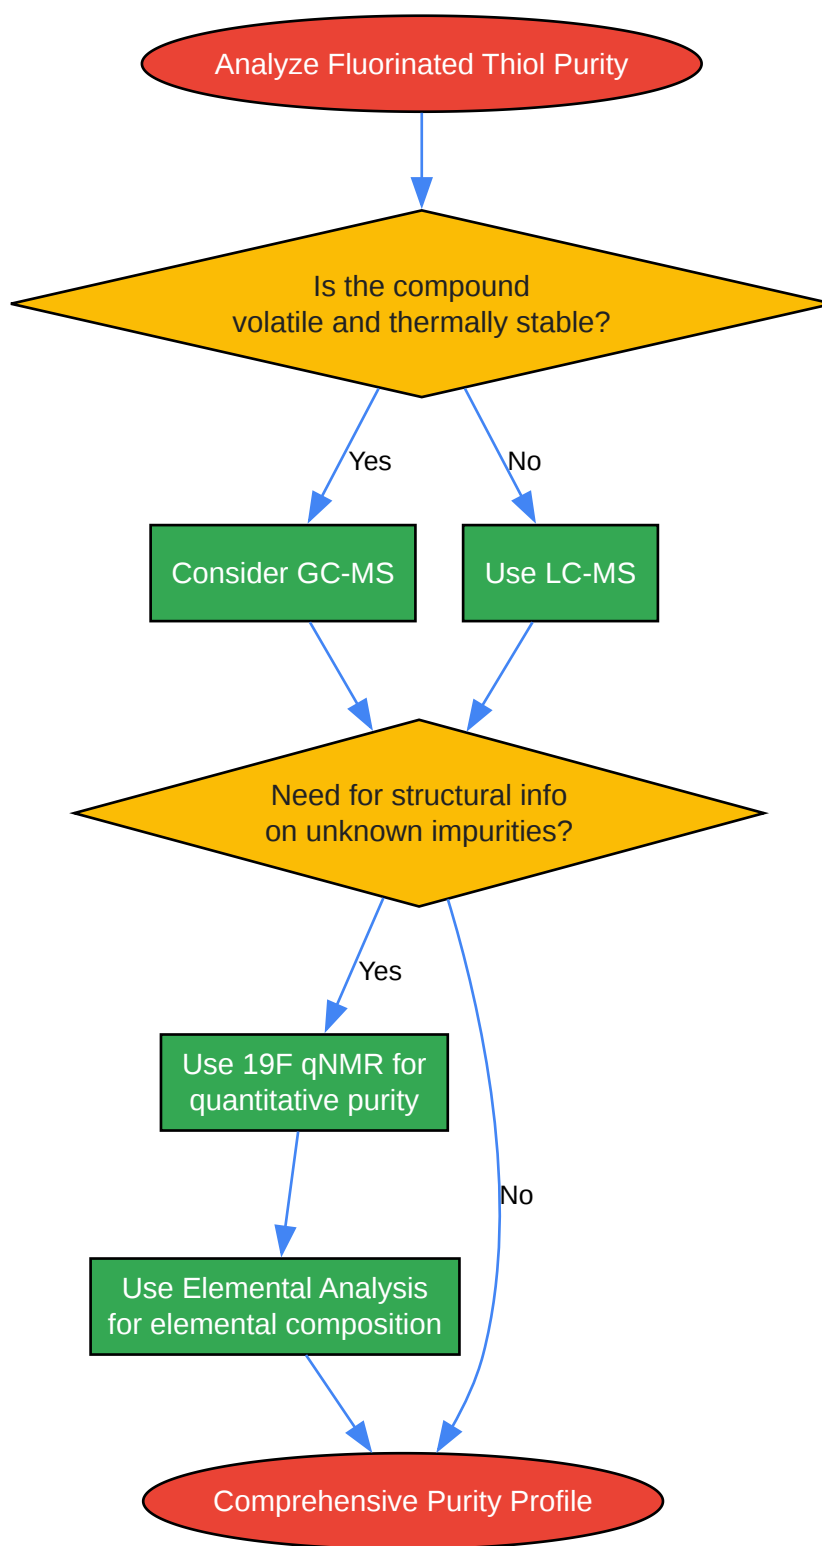 Analyze Fluorinated Thiol Purity
Is the compound
volatile and thermally stable?
Yes
No
Consider GC-MS
Use LC-MS
Need for structural info
on unknown impurities?
Yes
Use 19F qNMR for
quantitative purity
No
Use Elemental Analysis
for elemental composition
Comprehensive Purity Profile